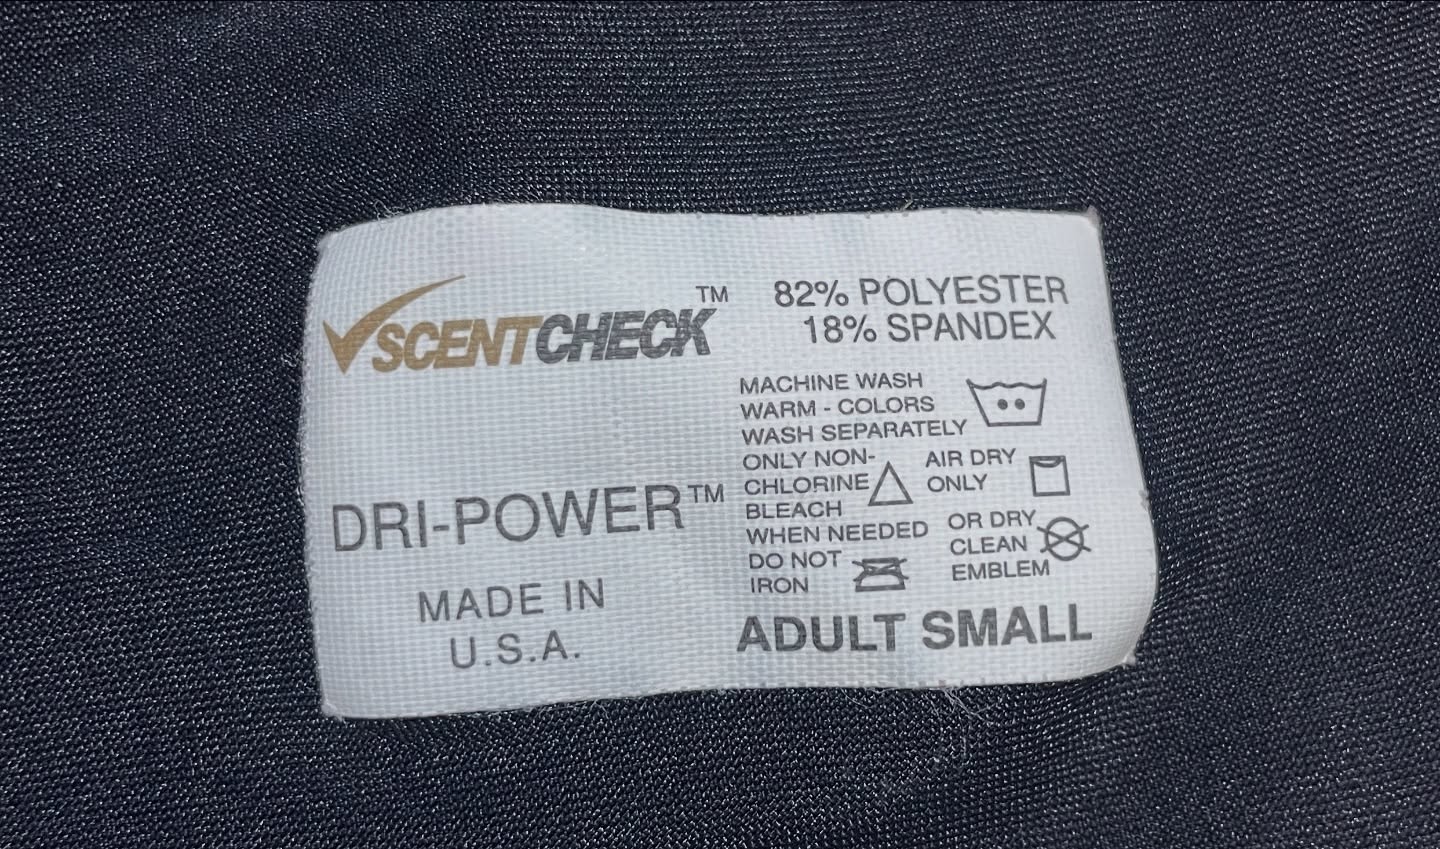 SCENTCHECK™
DRI-POWER™
MADE IN
U.S.A.
82% POLYESTER
18% SPANDEX
MACHINE WASH
WARM - COLORS
WASH SEPARATELY
ONLY NON-
CHLORINE
BLEACH
WHEN NEEDED
AIR DRY
ONLY
DO NOT
IRON
OR DRY
CLEAN
EMBLEM
ADULT SMALL